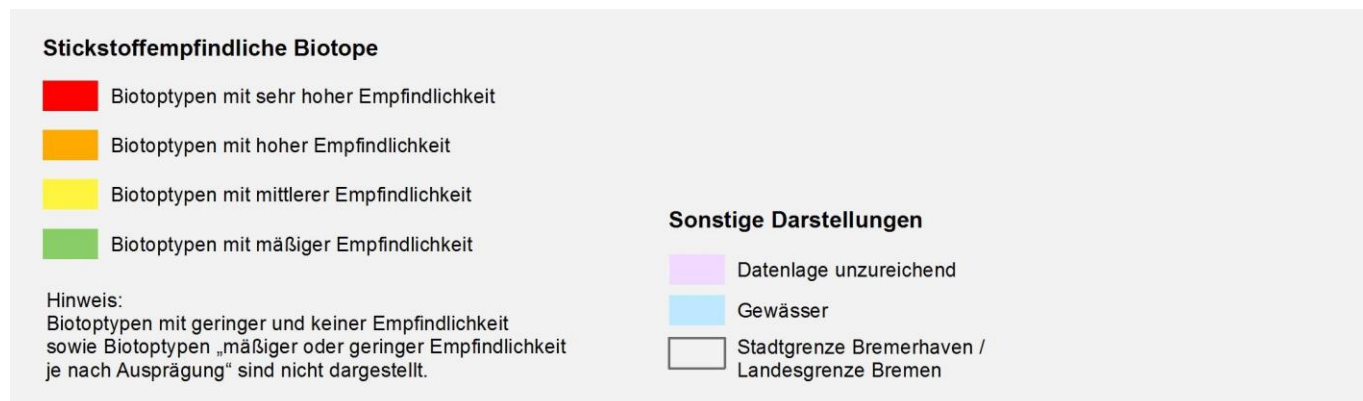 Stickstoffempfindliche Biotope
Biotoptypen mit sehr hoher Empfindlichkeit
Biotoptypen mit hoher Empfindlichkeit
Biotoptypen mit mittlerer Empfindlichkeit
Biotoptypen mit mäßiger Empfindlichkeit
Hinweis:
Biotoptypen mit geringer und keiner Empfindlichkeit
sowie Biotoptypen „mäßiger oder geringer Empfindlichkeit
je nach Ausprägung“ sind nicht dargestellt.
Sonstige Darstellungen
Datenlage unzureichend
Gewässer
Stadtgrenze Bremerhaven /
Landesgrenze Bremen